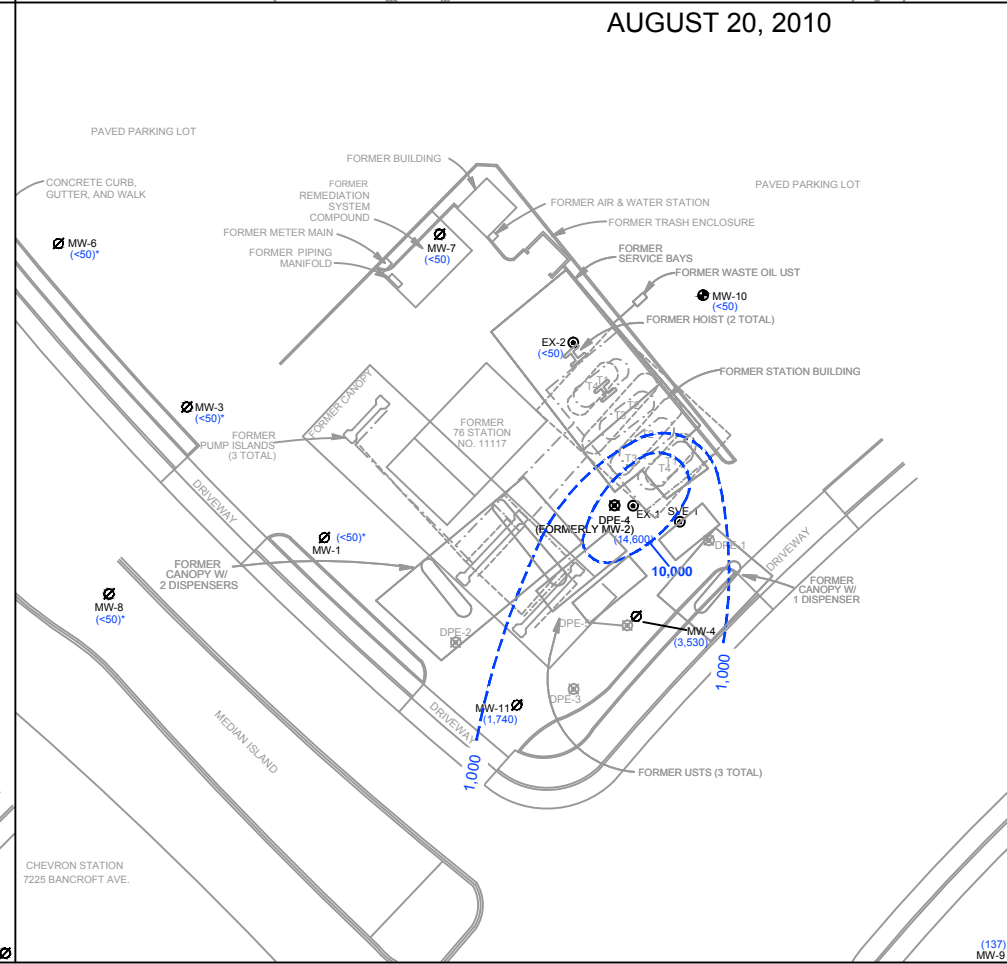 AUGUST 20, 2010
PAVED PARKING LOT
FORMER BUILDING
CONCRETE CURB,
GUTTER, AND WALK
FORMER
REMEDIATION
SYSTEM
COMPOUND
PAVED PARKING LOT
FORMER AIR & WATER STATION
FORMER TRASH ENCLOSURE
FORMER METER MAIN
MW-6
(<50)*
MW-7
(<50)
FORMER PIPING
MANIFOLD
FORMER
SERVICE BAYS
FORMER WASTE OIL UST
MW-10
(<50)
FORMER HOIST (2 TOTAL)
EX-2
(<50)
FORMER STATION BUILDING
FORMER CANOPY
MW-3
(<50)*
FORMER
PUMP ISLANDS
(3 TOTAL)
FORMER
76 STATION
NO. 11117
T3
T3
T4
DRIVEWAY
DPE-4
(FORMERLY MW-2)
EX-1
SVE-1
(14,600)
(<50)*
MW-1
DPE-1
DRIVEWAY
10,000
FORMER
CANOPY W/
2 DISPENSERS
FORMER
CANOPY W/
1 DISPENSER
MW-8
(<50)*
DPE-2
DPE-5
MW-4
(3,530)
1,000
DPE-3
MW-11
(1,740)
DRIVEWAY
MEDIAN ISLAND
1,000
FORMER USTS (3 TOTAL)
CHEVRON STATION
7225 BANCROFT AVE.
(137)
MW-9